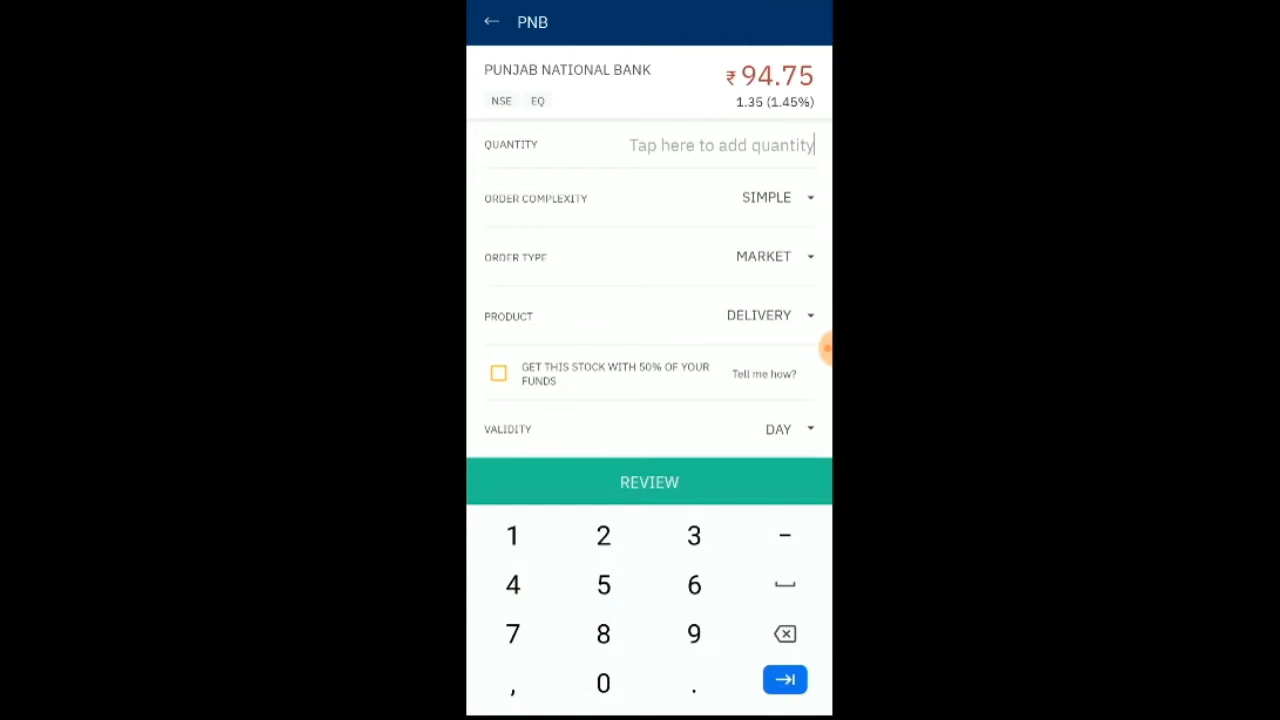 ← PNB
PUNJAB NATIONAL BANK ₹ 94.75
NSE EQ 1.35 (1.45%)
QUANTITY Tap here to add quantity
ORDER COMPLEXITY SIMPLE
ORDER TYPE MARKET
PRODUCT DELIVERY
GET THIS STOCK WITH 50% OF YOUR
FUNDS Tell me how?
VALIDITY DAY
REVIEW
1 2 3 -
4 5 6
7 8 9
, 0 .